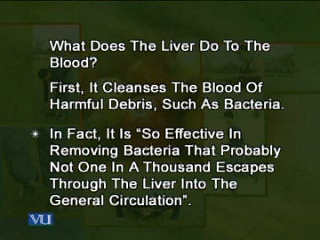 What Does The Liver Do To The
Blood?
First, It Cleanses The Blood Of
Harmful Debris, Such As Bacteria.
✴ In Fact, It Is “So Effective In
Removing Bacteria That Probably
Not One In A Thousand Escapes
Through The Liver Into The
General Circulation”.
VU